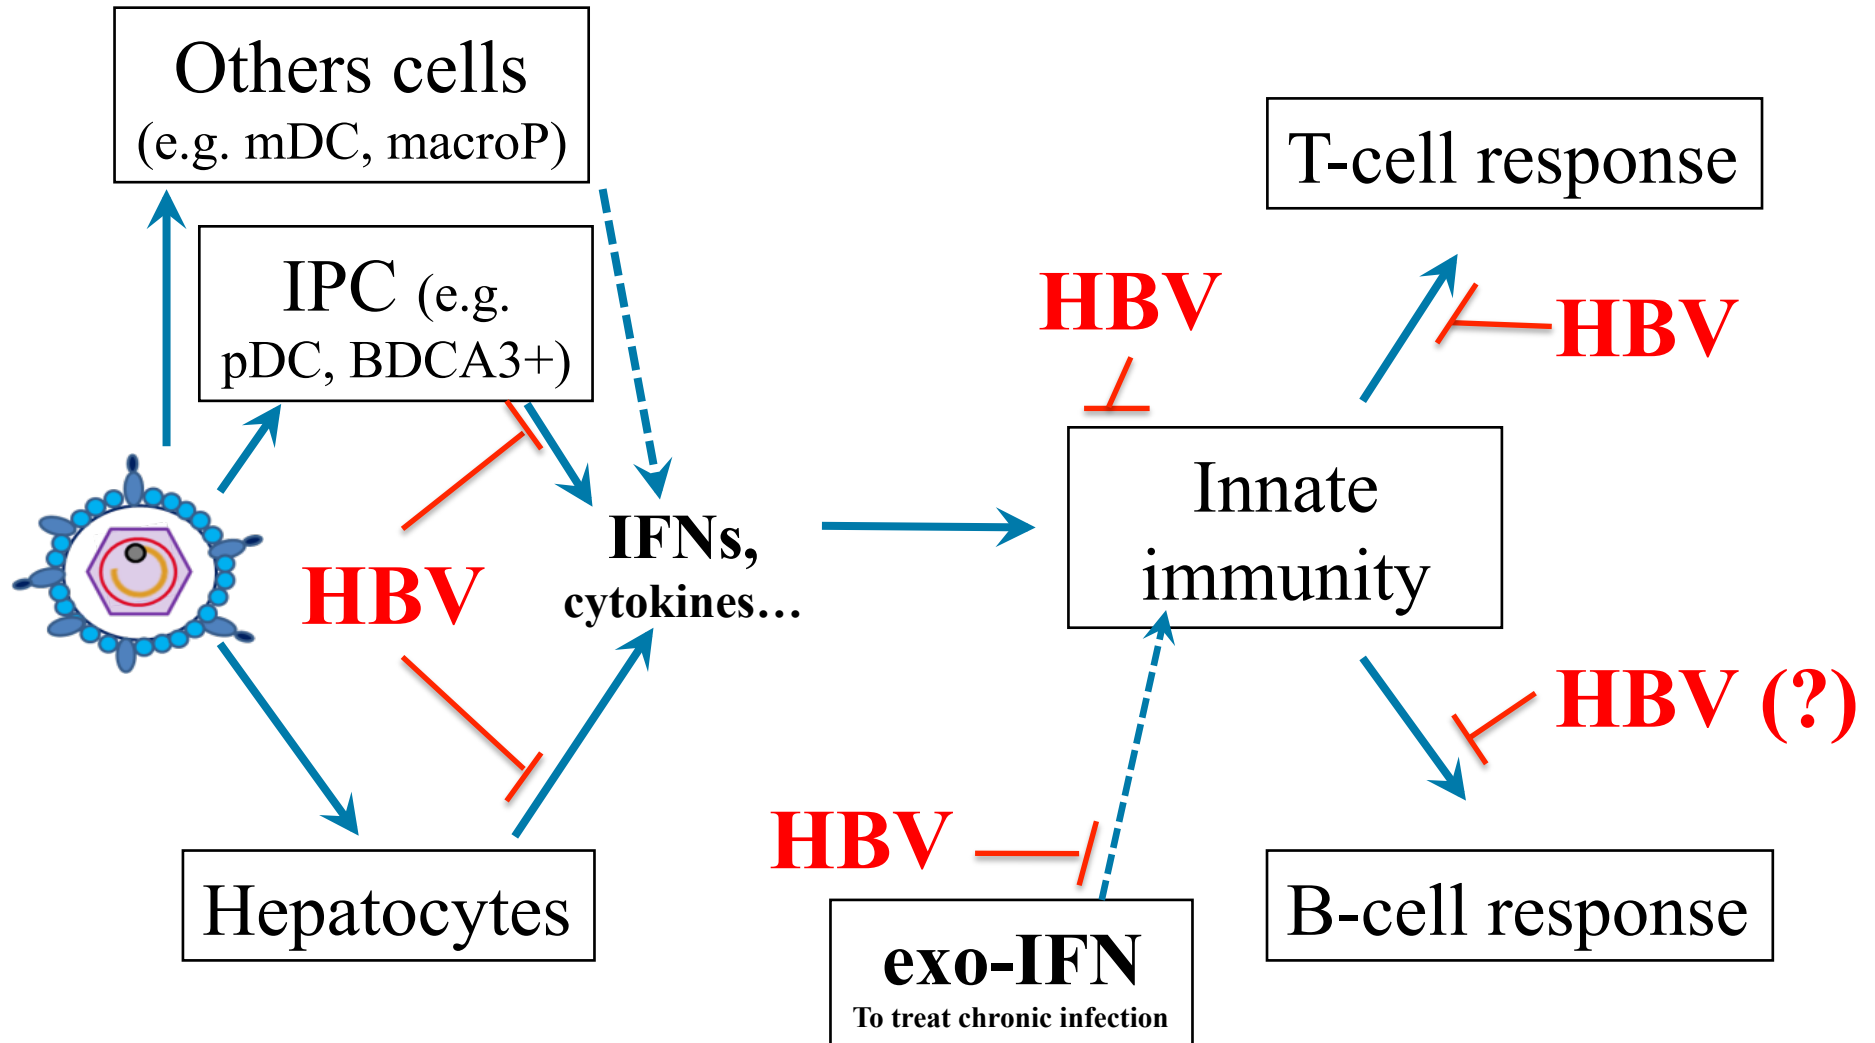 Others cells
(e.g. mDC, macroP)
IPC (e.g.
pDC, BDCA3+)
HBV
IFNs,
cytokines…
Hepatocytes
HBV
Innate
immunity
T-cell response
HBV
HBV (?)
B-cell response
HBV
exo-IFN
To treat chronic infection